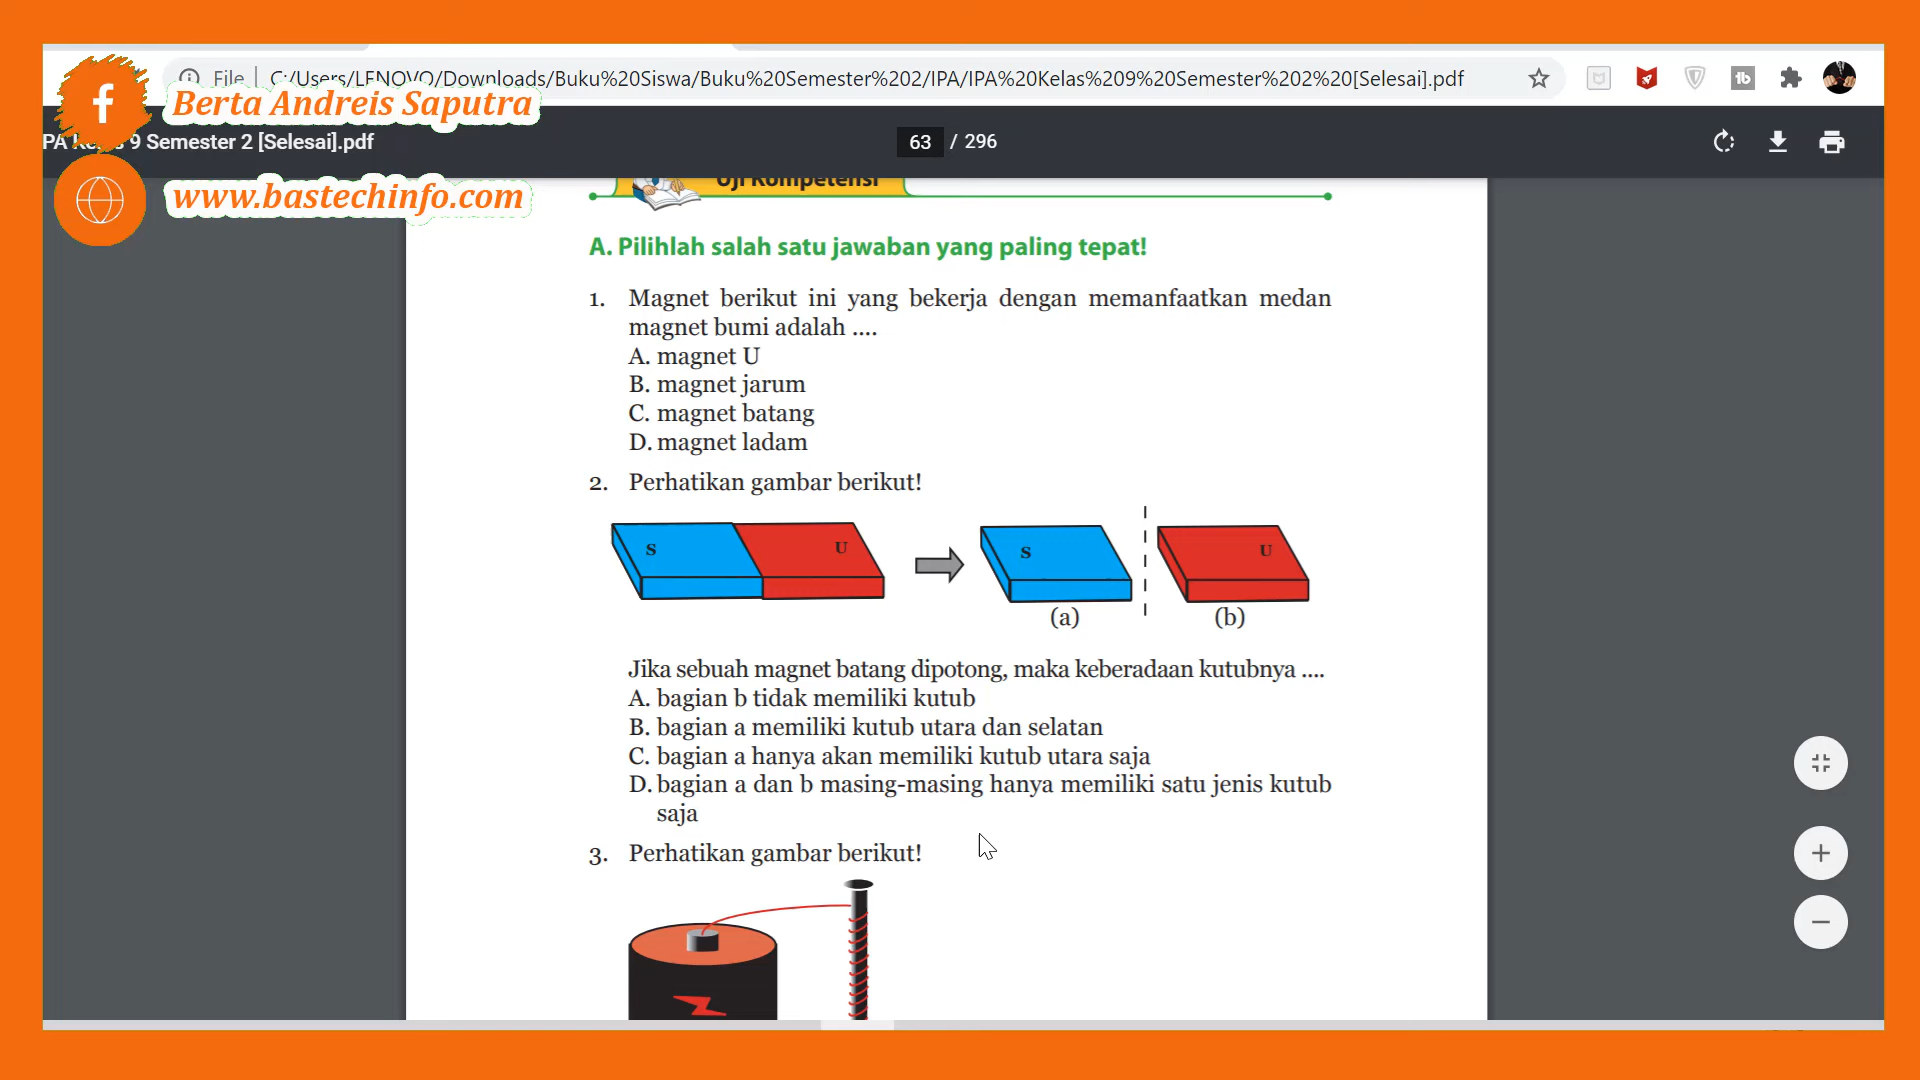 File C:/Users/LENOVO/Downloads/Buku%20Siswa/Buku%20Semester%202/IPA/IPA%20Kelas%209%20Semester%202%20[Selesai].pdf
Berta Andreis Saputra
PA Kelas 9 Semester 2 [Selesai].pdf
63 / 296
www.bastechinfo.com
Uji Kompetensi
A. Pilihlah salah satu jawaban yang paling tepat!
1. Magnet berikut ini yang bekerja dengan memanfaatkan medan
magnet bumi adalah ....
A. magnet U
B. magnet jarum
C. magnet batang
D. magnet ladam
2. Perhatikan gambar berikut!
S U S U
(a) (b)
Jika sebuah magnet batang dipotong, maka keberadaan kutubnya ....
A. bagian b tidak memiliki kutub
B. bagian a memiliki kutub utara dan selatan
C. bagian a hanya akan memiliki kutub utara saja
D. bagian a dan b masing-masing hanya memiliki satu jenis kutub
saja
3. Perhatikan gambar berikut!